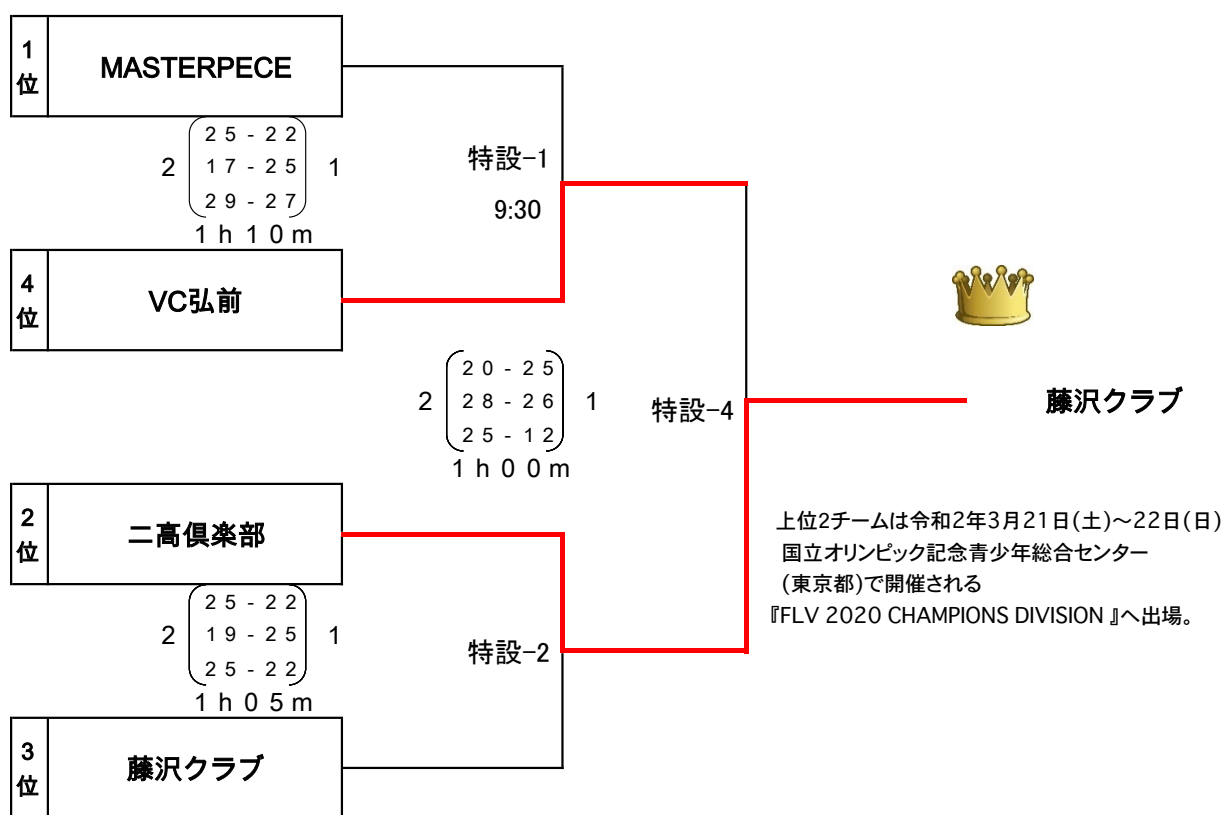 1位 MASTERPECE
2 25-22 1
17-25
29-27
1h10m
特設-1
9:30
4位 VC弘前
2 20-25 1
28-26
25-12
1h00m
特設-4
藤沢クラブ
2位 二高倶楽部
2 25-22 1
19-25
25-22
1h05m
特設-2
3位 藤沢クラブ
上位2チームは令和2年3月21日(土)~22日(日)
国立オリンピック記念青少年総合センター
(東京都)で開催される
『FLV 2020 CHAMPIONS DIVISION 』へ出場。